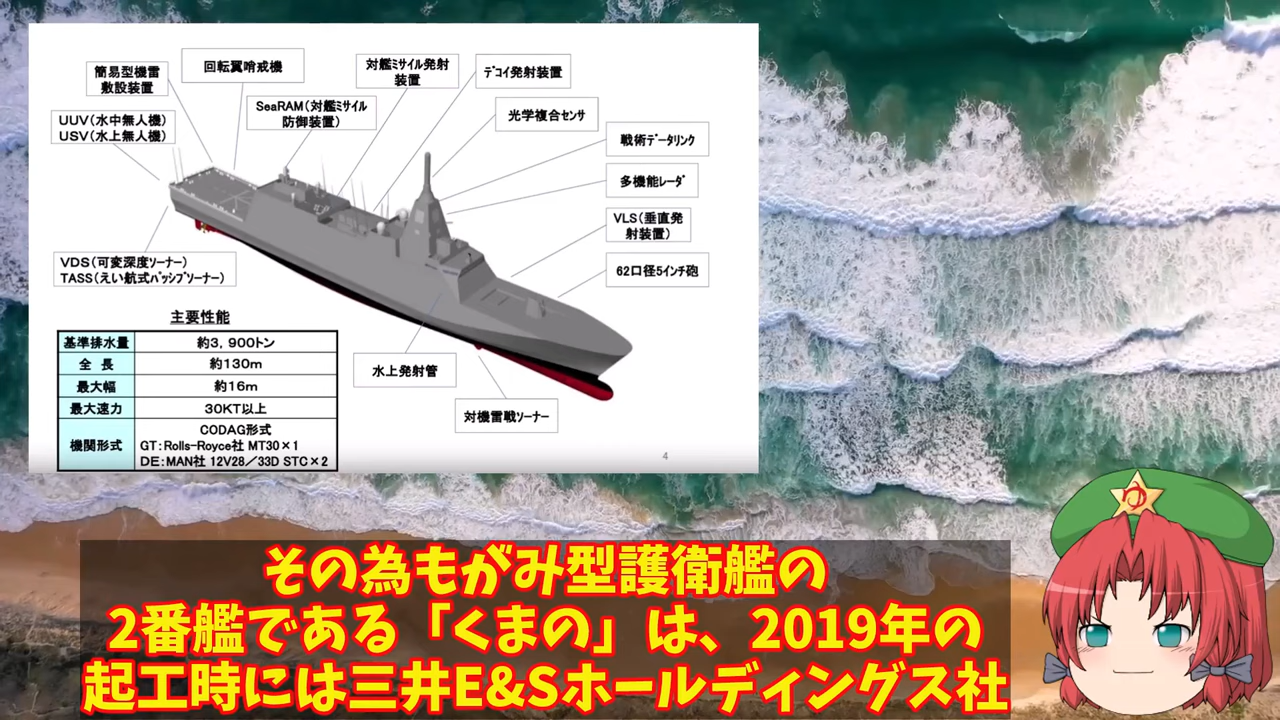 簡易型機雷
敷設装置
回転翼哨戒機
対艦ﾐｻｲﾙ発射
装置
ﾃﾞｺｲ発射装置
UUV(水中無人機)
USV(水上無人機)
SeaRAM(対艦ﾐｻｲﾙ
防御装置)
光学複合ｾﾝｻ
戦術ﾃﾞｰﾀﾘﾝｸ
多機能ﾚｰﾀﾞ
VLS(垂直発
射装置)
62口径5インチ砲
VDS(可変深度ソーナー)
TASS(えい航式ﾊﾟｯｼﾌﾞソーナー)
水上発射管
対機雷戦ｿｰﾅｰ
主要性能
基準排水量 約3,900トン
全 長 約130m
最大幅 約16m
最大速力 30KT以上
機関形式 CODAG形式
GT:Rolls-Royce社 MT30×1
DE:MAN社 12V28/33D STC×2
4
その為もがみ型護衛艦の
2番艦である「くまの」は、2019年の
起工時には三井E&Sホールディングス社